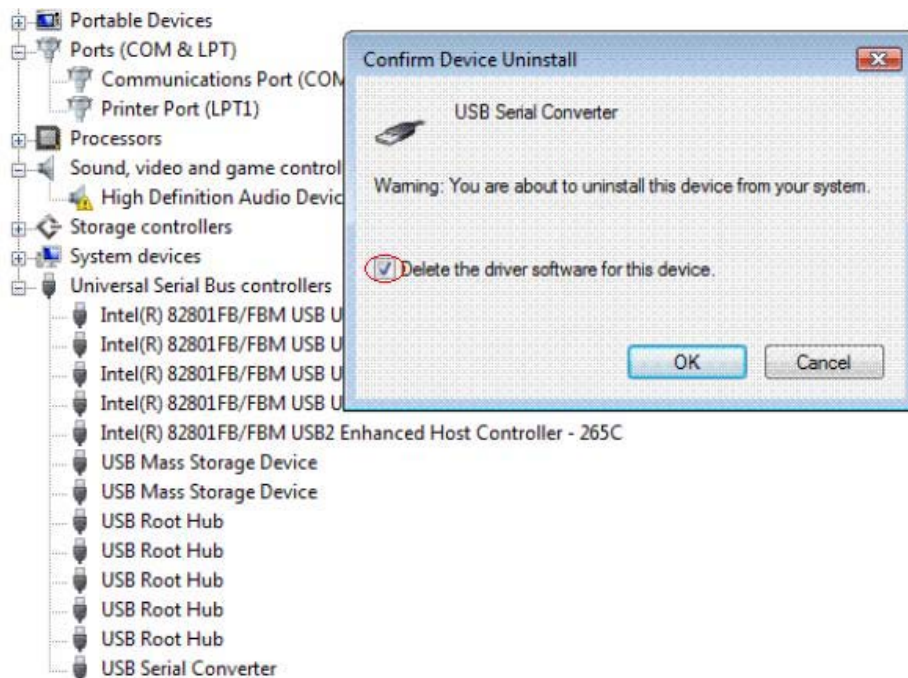 Portable Devices
Ports (COM & LPT)
Communications Port (COM
Printer Port (LPT1)
Processors
Sound, video and game control
High Definition Audio Devic
Storage controllers
System devices
Universal Serial Bus controllers
Intel(R) 82801FB/FBM USB U
Intel(R) 82801FB/FBM USB U
Intel(R) 82801FB/FBM USB U
Intel(R) 82801FB/FBM USB U
Intel(R) 82801FB/FBM USB2 Enhanced Host Controller - 265C
USB Mass Storage Device
USB Mass Storage Device
USB Root Hub
USB Root Hub
USB Root Hub
USB Root Hub
USB Root Hub
USB Serial Converter
Confirm Device Uninstall
USB Serial Converter
Warning: You are about to uninstall this device from your system.
Delete the driver software for this device.
OK
Cancel